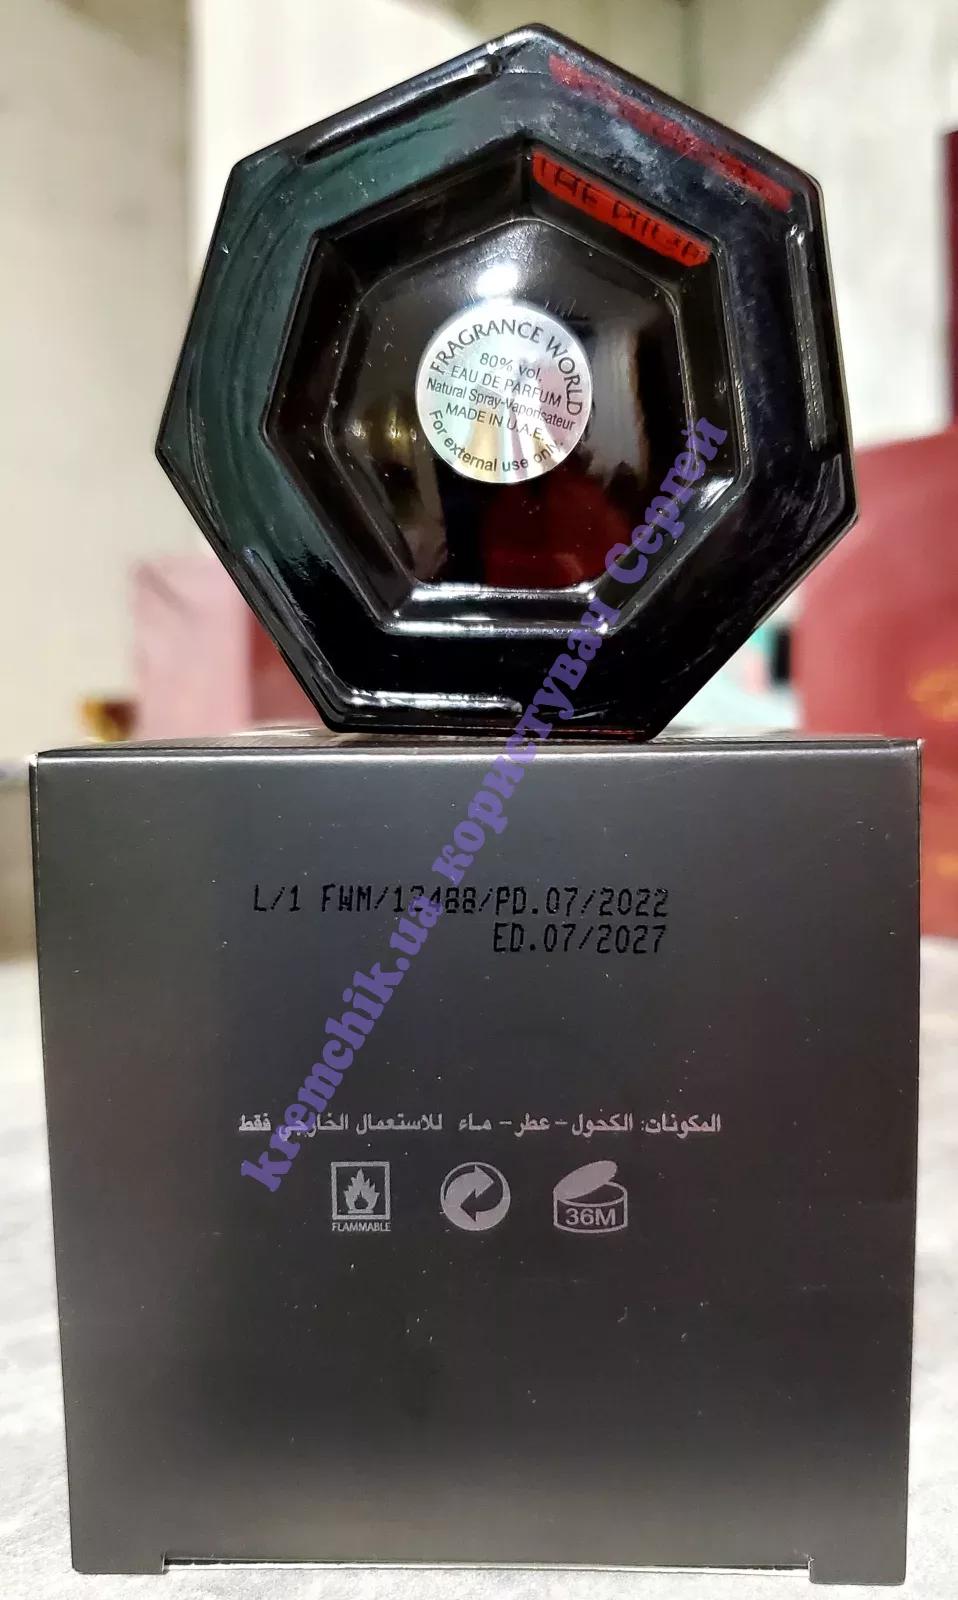 FRAGRANCE WORLD
80% vol.
EAU DE PARFUM
Natural Spray-Vaporisateur
MADE IN U.A.E.
For external use only.
L/1 FWM/12488/PD.07/2022
ED.07/2027
المكونات: الكحول - عطر - ماء للاستعمال الخارجي فقط
FLAMMABLE
36M
kremchik.ua користувач Сергей